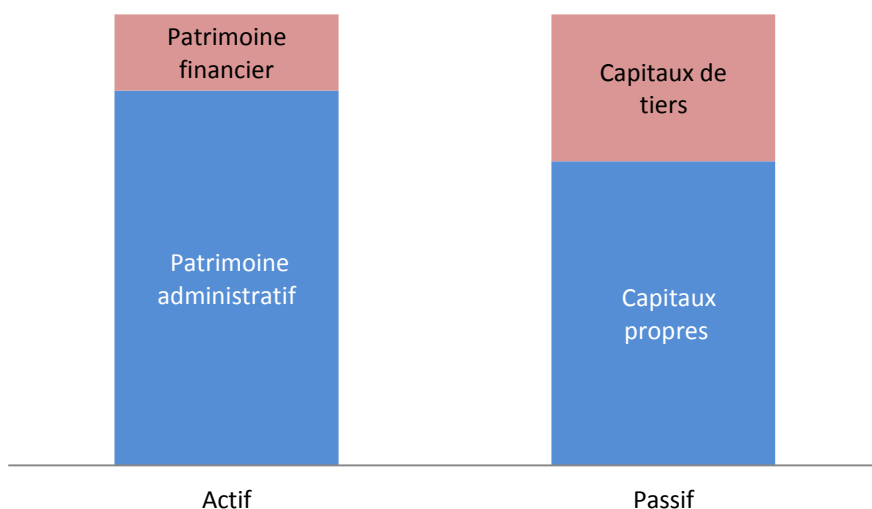 Patrimoine
financier
Patrimoine
administratif
Capitaux de
tiers
Capitaux
propres
Actif
Passif